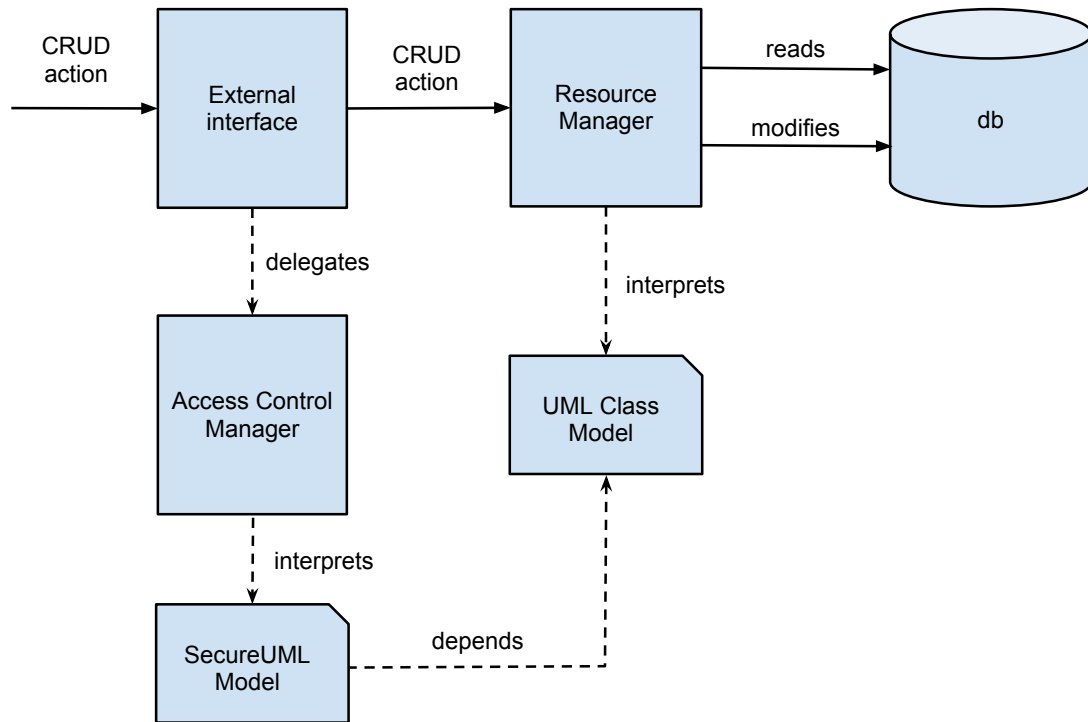 CRUD
action
External
interface
CRUD
action
Resource
Manager
reads
modifies
db
delegates
interprets
Access Control
Manager
UML Class
Model
interprets
SecureUML
Model
depends